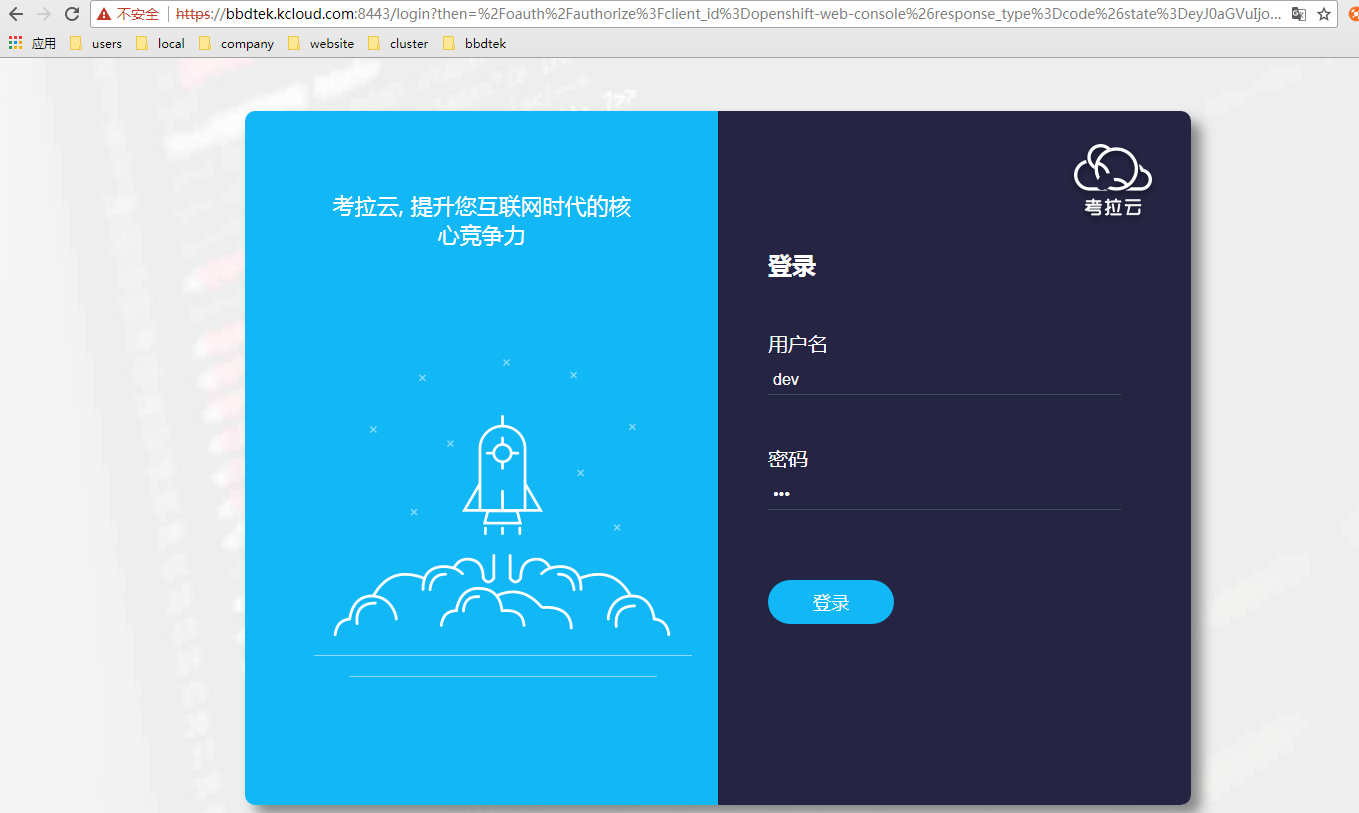 不安全 https://bbdtek.kcloud.com:8443/login?then=%2Foauth%2Fauthorize%3Fclient_id%3Dopenshift-web-console%26response_type%3Dcode%26state%3DeyJ0aGVuIjo...
应用 users local company website cluster bbdtek
考拉云, 提升您互联网时代的核
心竞争力
考拉云
登录
用户名
dev
密码
•••
登录